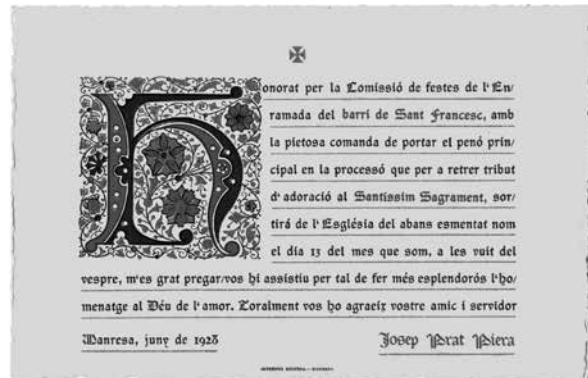 ✠
Honorat per la Comissió de festes de l'En/
ramada del barri de Sant Francesc, amb
la pietosa comanda de portar el penó prin/
cipal en la processó que per a retrer tribut
d'adoració al Santíssim Sagrament, sor/
tirá de l'Església del abans esmentat nom
el dia 13 del mes que som, a les vuit del
vespre, m'es grat pregar/vos hi assistiu per tal de fer més esplendorós l'ho/
menatge al Déu de l'amor. Coralment vos ho agraeix vostre amic i servidor
Manresa, juny de 1928
Josep Prat Piera